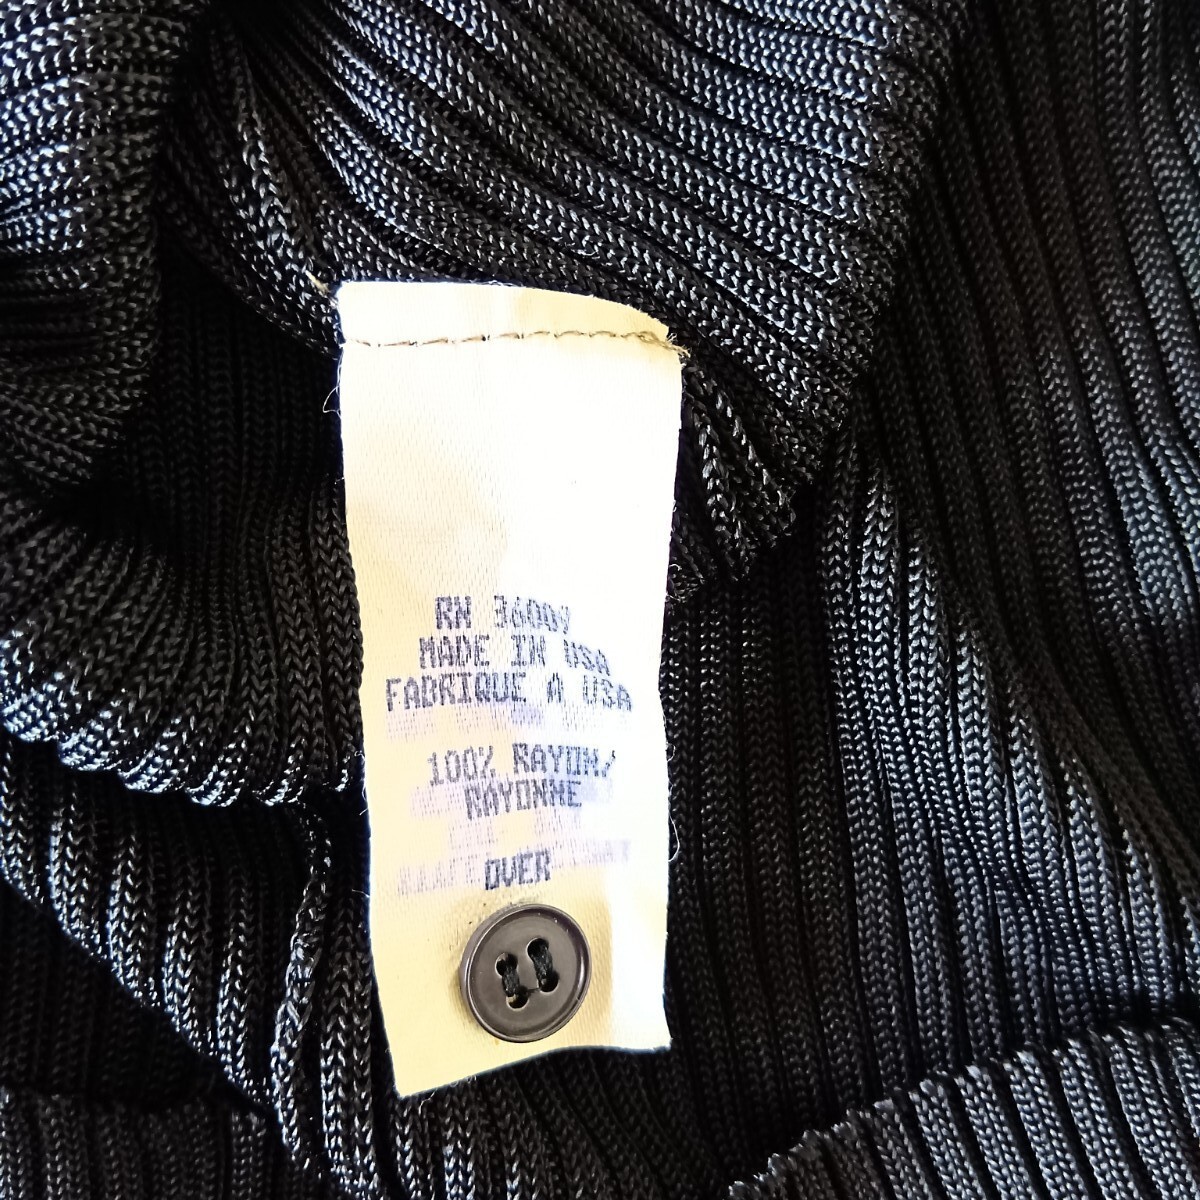 RN 36009
MADE IN USA
FABRIQUE A USA
100% RAYON/
RAYONNE
OVER